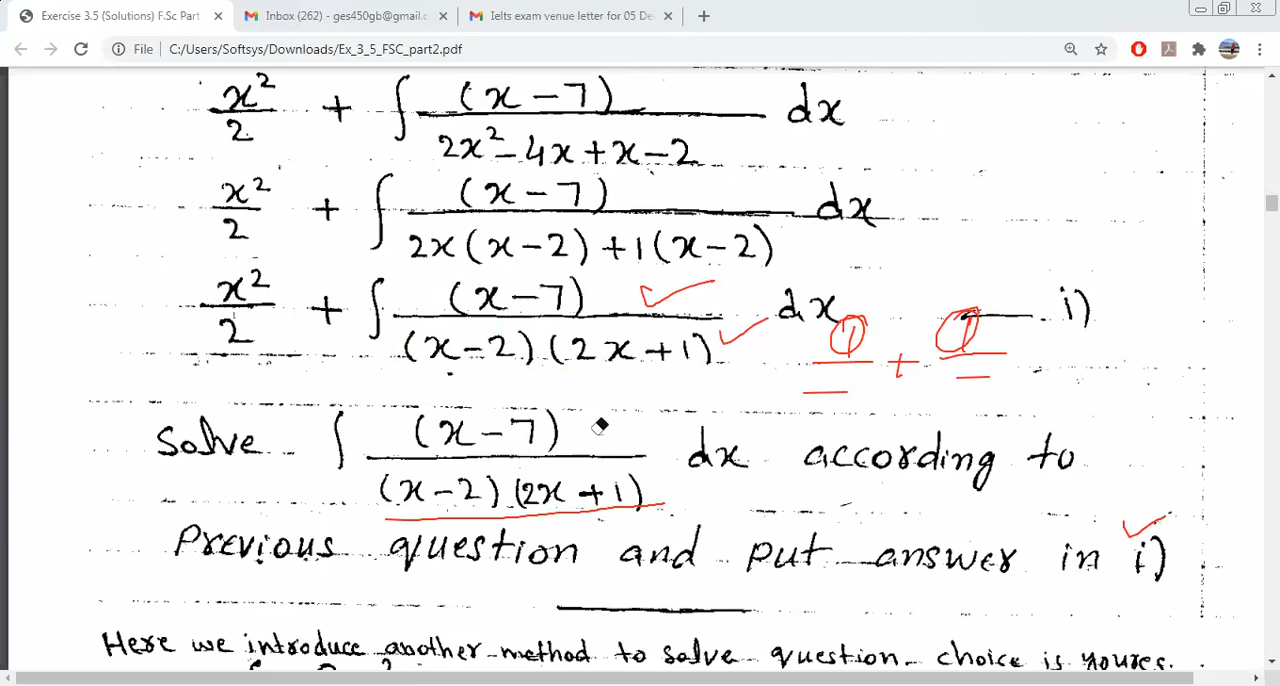 Exercise 3.5 (Solutions) F.Sc Part
Inbox (262) - ges450gb@gmail.c
Ielts exam venue letter for 05 De
File | C:/Users/Softsys/Downloads/Ex_3_5_FSC_part2.pdf
x²/2 + ∫ (x-7)/(2x²-4x+x-2) dx
x²/2 + ∫ (x-7)/(2x(x-2)+1(x-2)) dx
x²/2 + ∫ (x-7)/((x-2)(2x+1)) dx i)
1 + 1
Solve ∫ (x-7)/((x-2)(2x+1)) dx according to
Previous question and put answer in i)
Here we introduce another method to solve question choice is youres.